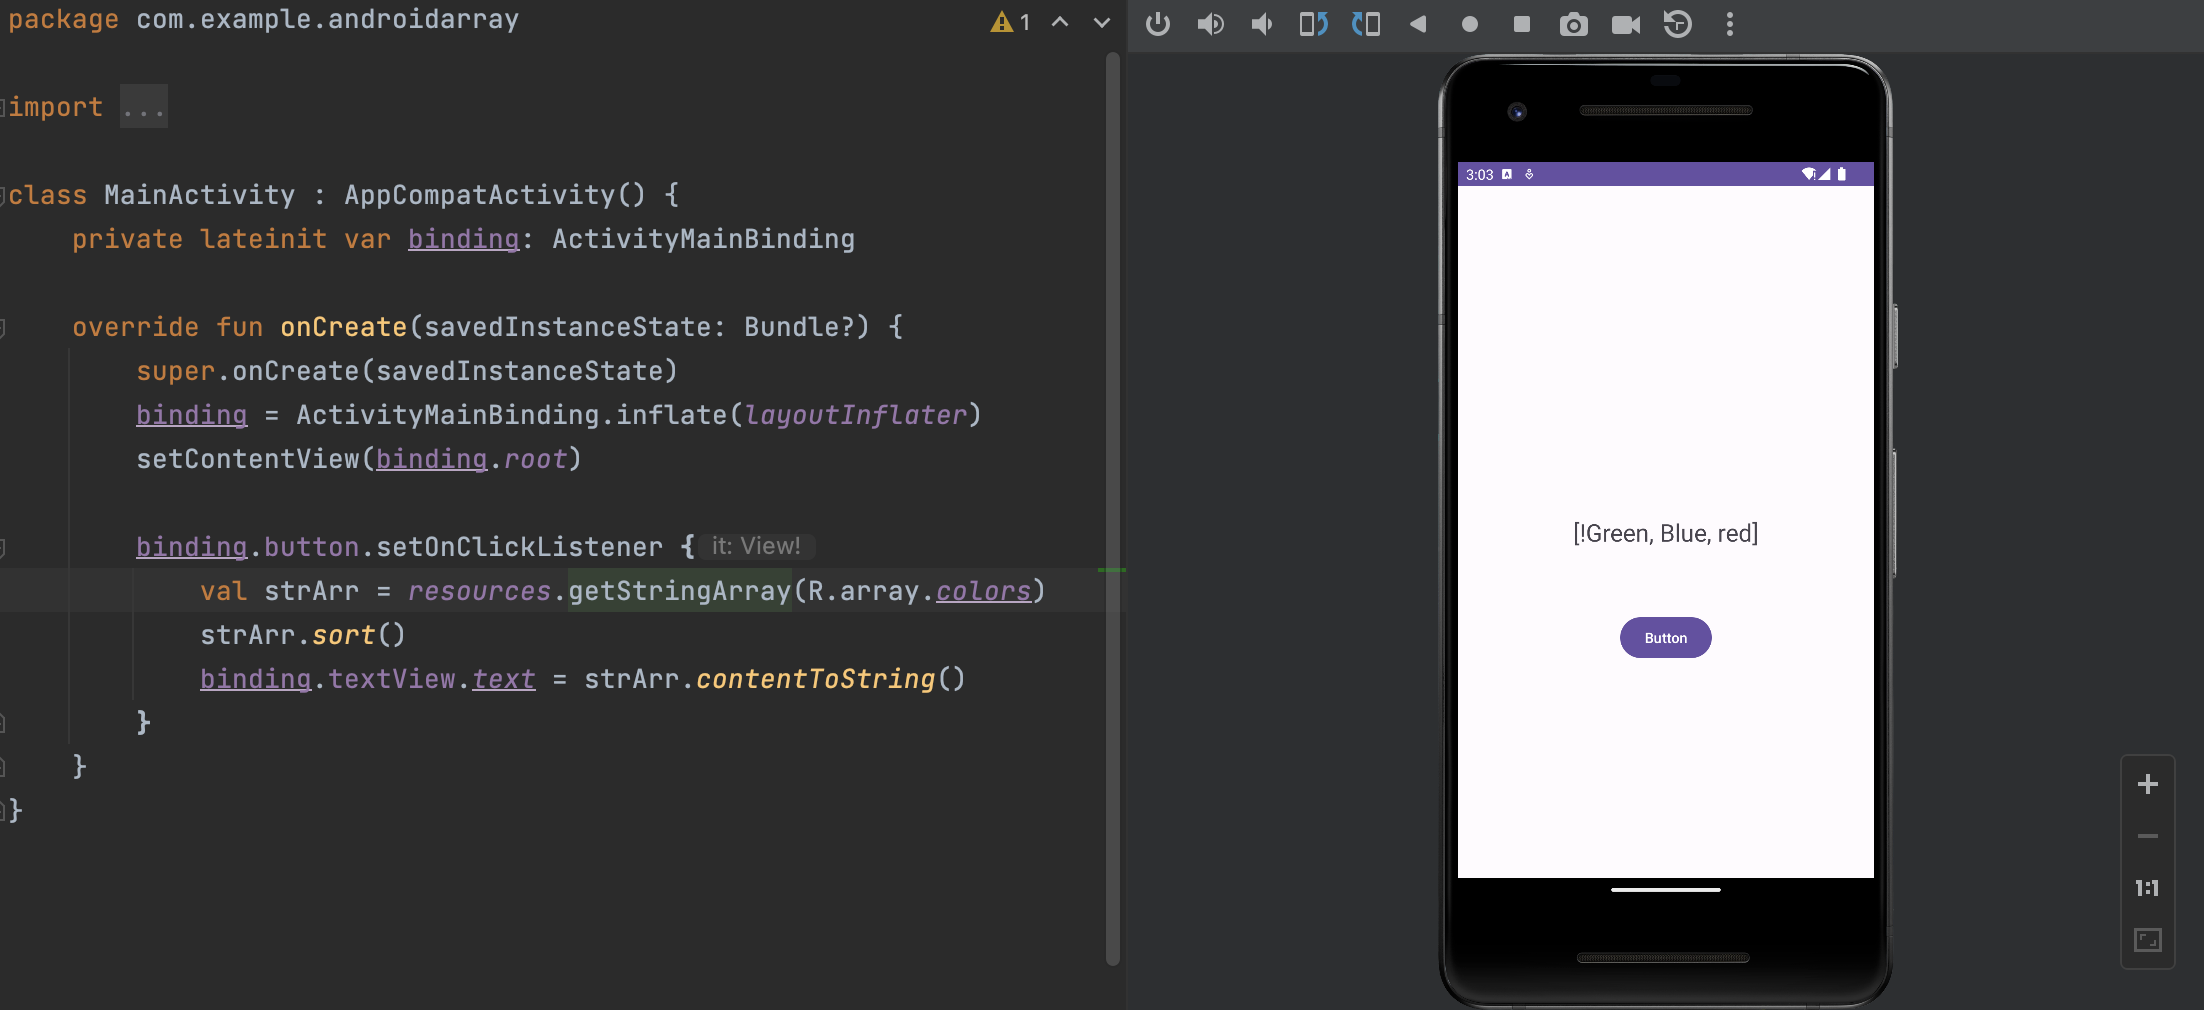 package com.example.androidarray
1
import ...
class MainActivity : AppCompatActivity() {
private lateinit var binding: ActivityMainBinding
override fun onCreate(savedInstanceState: Bundle?) {
super.onCreate(savedInstanceState)
binding = ActivityMainBinding.inflate(layoutInflater)
setContentView(binding.root)
binding.button.setOnClickListener { it: View!
val strArr = resources.getStringArray(R.array.colors)
strArr.sort()
binding.textView.text = strArr.contentToString()
}
}
}
3:03
[!Green, Blue, red]
Button
1:1